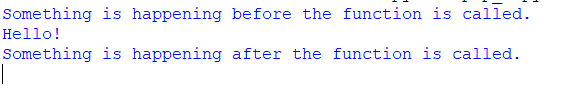 Something is happening before the function is called.
Hello!
Something is happening after the function is called.